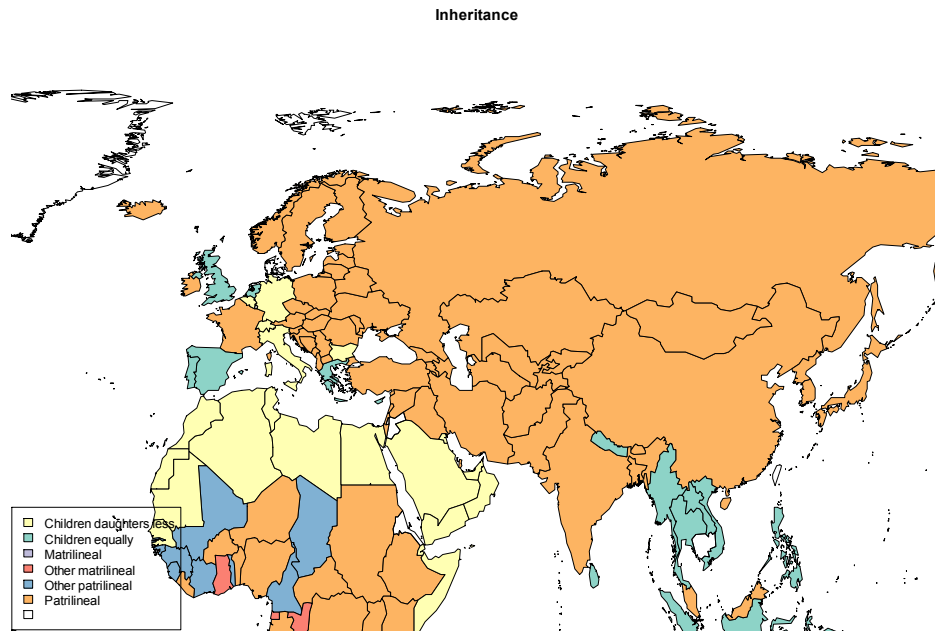 Inheritance
Children daughters less
Children equally
Matrilineal
Other matrilineal
Other patrilineal
Patrilineal